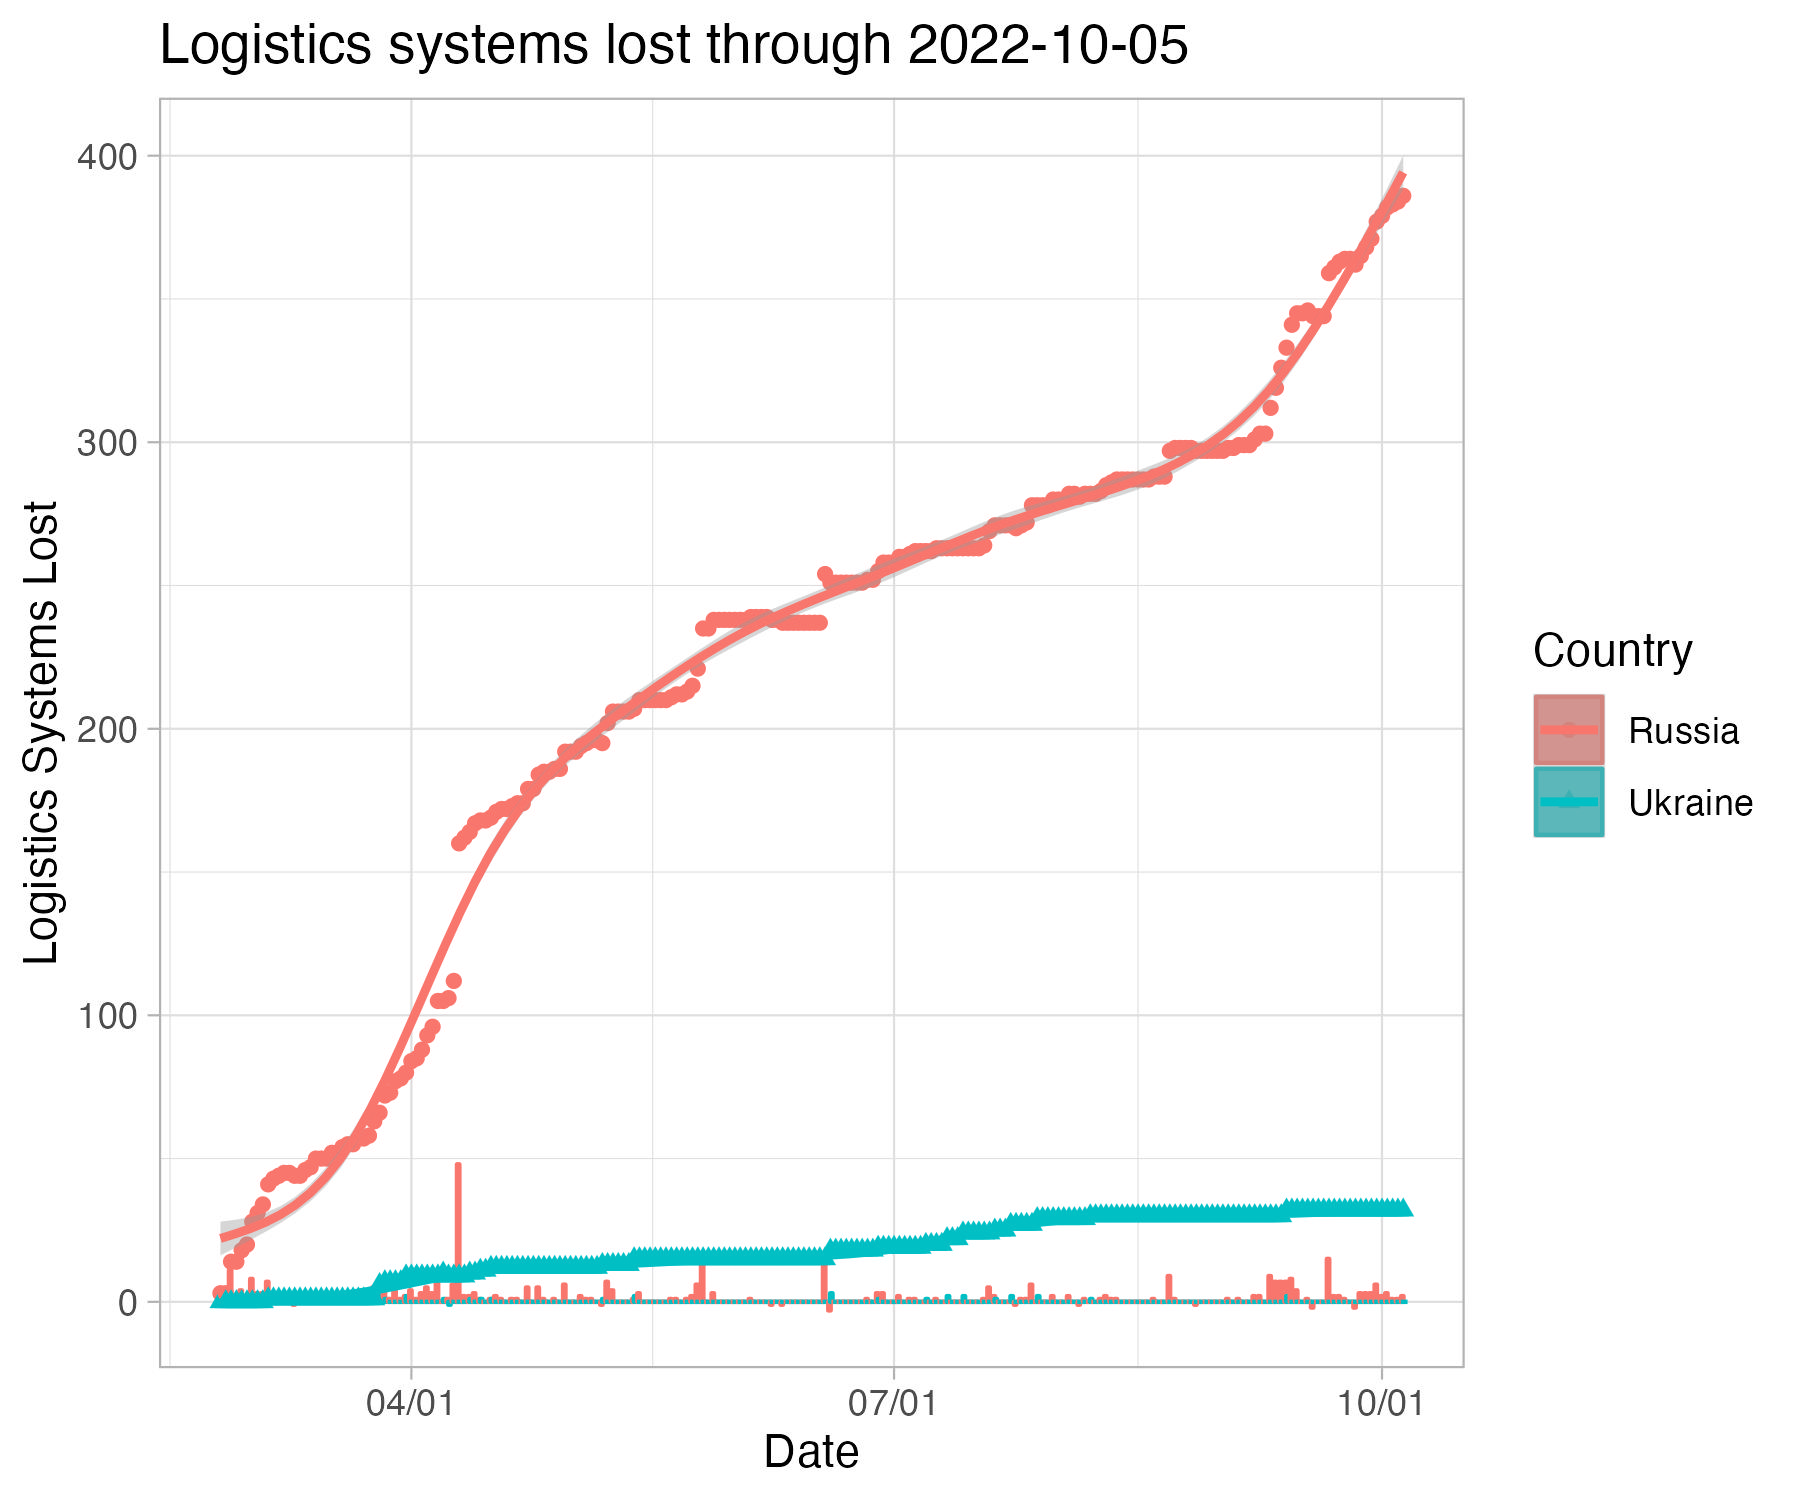 Logistics systems lost through 2022-10-05
Logistics Systems Lost
400
300
200
100
0
04/01
07/01
10/01
Date
Country
Russia
Ukraine